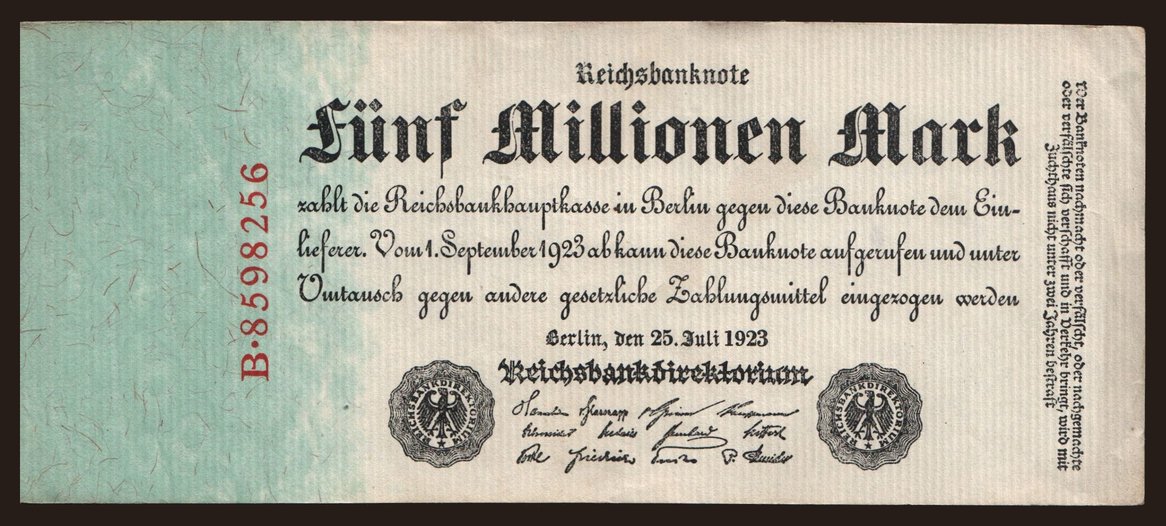 Reichsbanknote
Fünf Millionen Mark
zahlt die Reichsbankhauptkasse in Berlin gegen diese Banknote dem Ein-
lieferer. Vom 1. September 1923 ab kann diese Banknote aufgerufen und unter
Umtausch gegen andere gesetzliche Zahlungsmittel eingezogen werden
Berlin, den 25. Juli 1923
Reichsbankdirektorium
REICHSBANKDIREKTORIUM
REICHSBANKDIREKTORIUM
B·8598256
Wer Banknoten nachmacht oder verfälscht, oder nachgemachte
oder verfälschte sich verschafft und in Verkehr bringt, wird mit
Zuchthaus nicht unter zwei Jahren bestraft